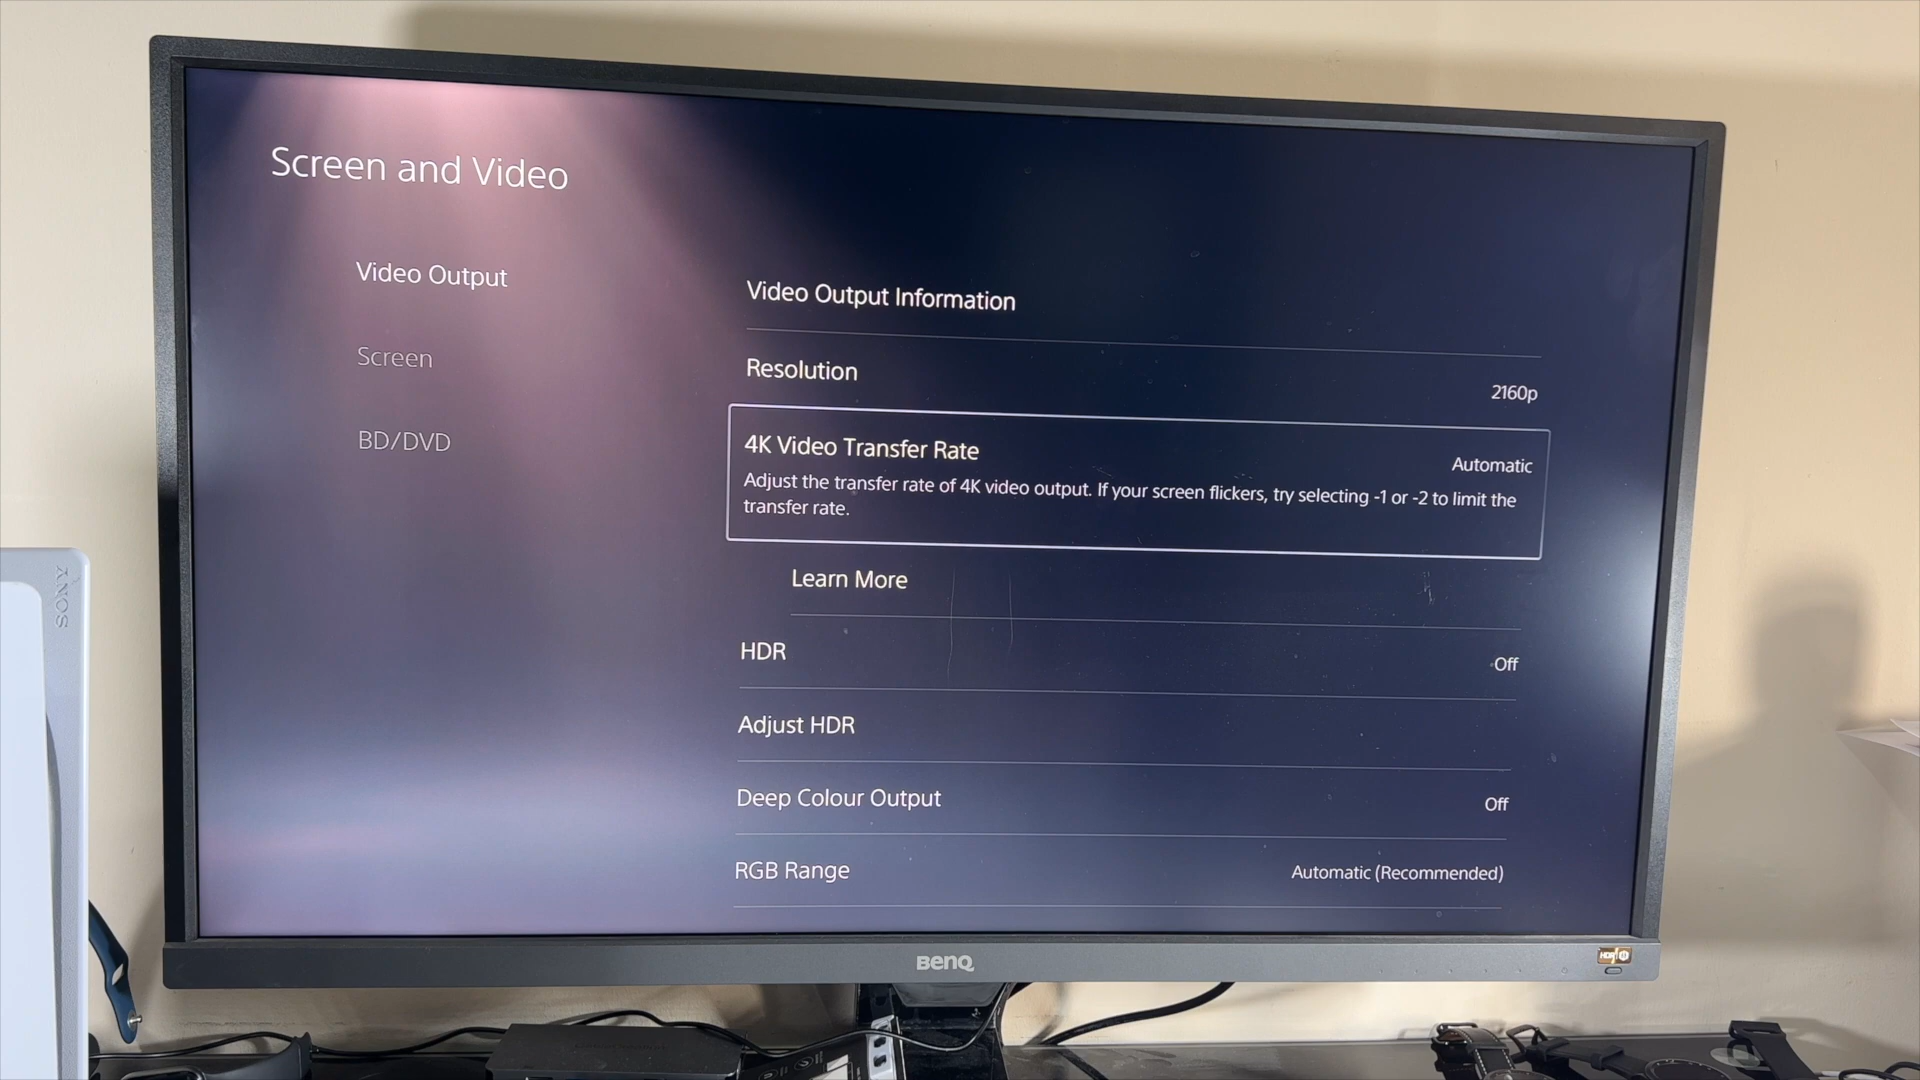 Screen and Video
Video Output
Screen
BD/DVD
Video Output Information
Resolution
2160p
4K Video Transfer Rate
Automatic
Adjust the transfer rate of 4K video output. If your screen flickers, try selecting -1 or -2 to limit the
transfer rate.
Learn More
HDR
Off
Adjust HDR
Deep Colour Output
Off
RGB Range
Automatic (Recommended)
BenQ
SONY
HDR